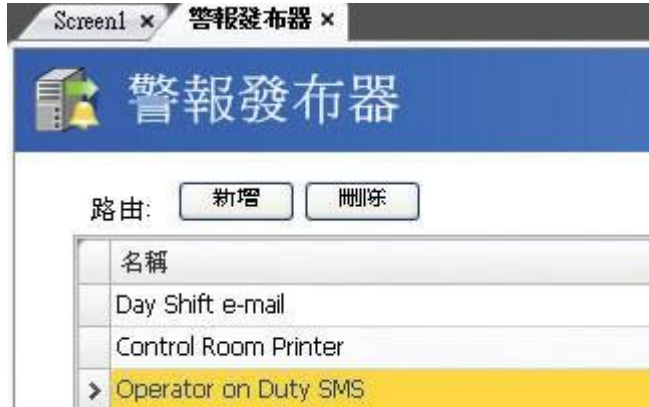 Screen1 × 警報發布器 ×
警報發布器
路由: 新增 刪除
名稱
Day Shift e-mail
Control Room Printer
Operator on Duty SMS